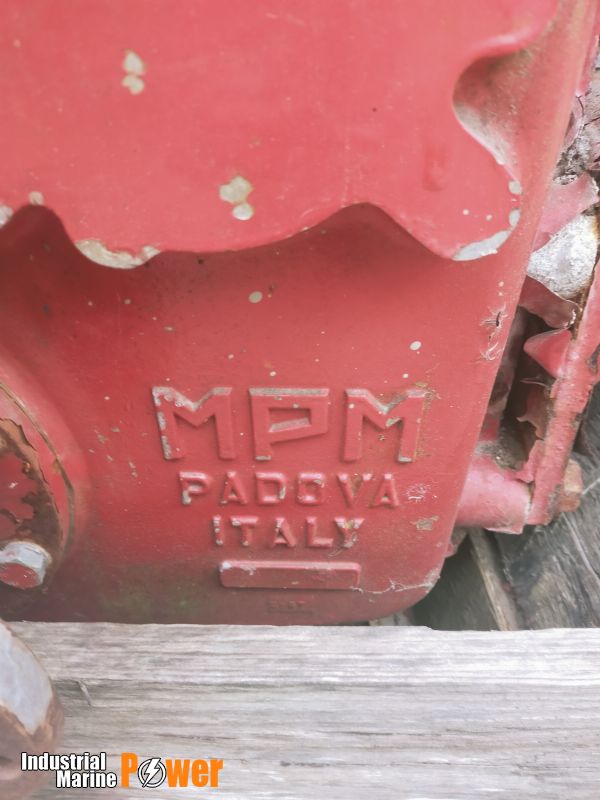 MPM
PADOVA
ITALY
Industrial
Marine Power